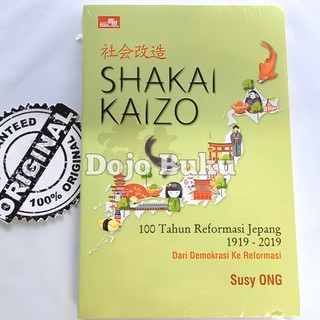 社会改造
SHAKAI
KAIZO
Dojo Buku
100 Tahun Reformasi Jepang
1919 - 2019
Dari Demokrasi Ke Reformasi
Susy ONG
GUARANTEED
ORIGINAL
100% ORIGINAL